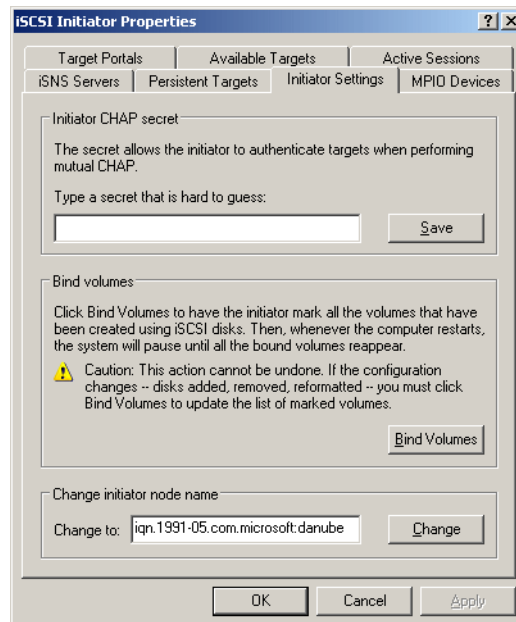 iSCSI Initiator Properties
Target Portals
Available Targets
Active Sessions
iSNS Servers
Persistent Targets
Initiator Settings
MPIO Devices
Initiator CHAP secret
The secret allows the initiator to authenticate targets when performing
mutual CHAP.
Type a secret that is hard to guess:
Save
Bind volumes
Click Bind Volumes to have the initiator mark all the volumes that have
been created using iSCSI disks. Then, whenever the computer restarts,
the system will pause until all the bound volumes reappear.
Caution: This action cannot be undone. If the configuration
changes -- disks added, removed, reformatted -- you must click
Bind Volumes to update the list of marked volumes.
Bind Volumes
Change initiator node name
Change to: iqn.1991-05.com.microsoft:danube
Change
OK
Cancel
Apply